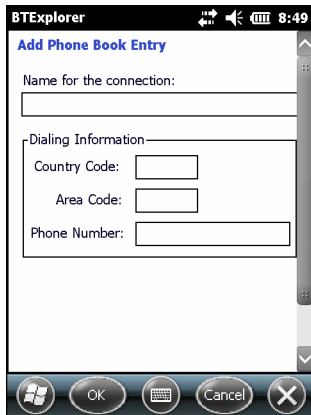 BTExplorer 8:49
Add Phone Book Entry
Name for the connection:
Dialing Information
Country Code:
Area Code:
Phone Number:
OK Cancel